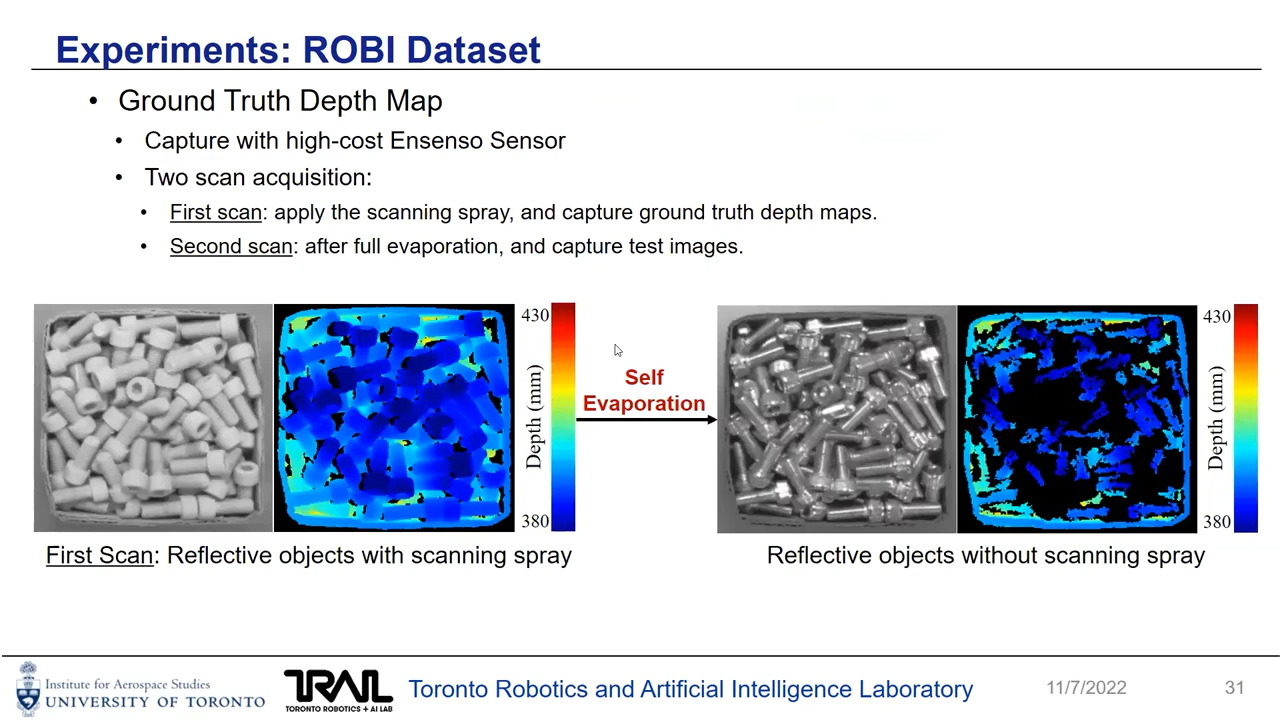 Experiments: ROBI Dataset
• Ground Truth Depth Map
• Capture with high-cost Ensenso Sensor
• Two scan acquisition:
• First scan: apply the scanning spray, and capture ground truth depth maps.
• Second scan: after full evaporation, and capture test images.
430
Depth (mm)
380
Self
Evaporation
430
Depth (mm)
380
First Scan: Reflective objects with scanning spray
Reflective objects without scanning spray
Institute for Aerospace Studies
UNIVERSITY OF TORONTO
TRAIL
TORONTO ROBOTICS + AI LAB
Toronto Robotics and Artificial Intelligence Laboratory
11/7/2022
31